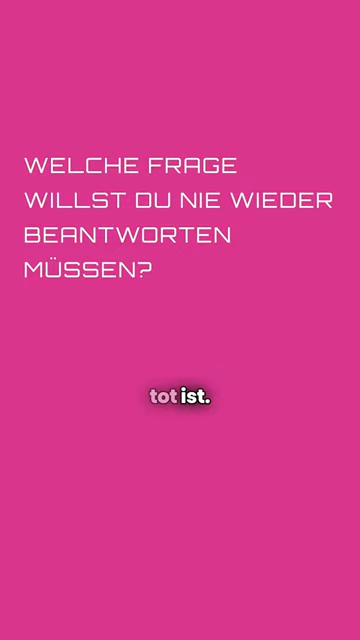 WELCHE FRAGE
WILLST DU NIE WIEDER
BEANTWORTEN
MÜSSEN?
tot ist.